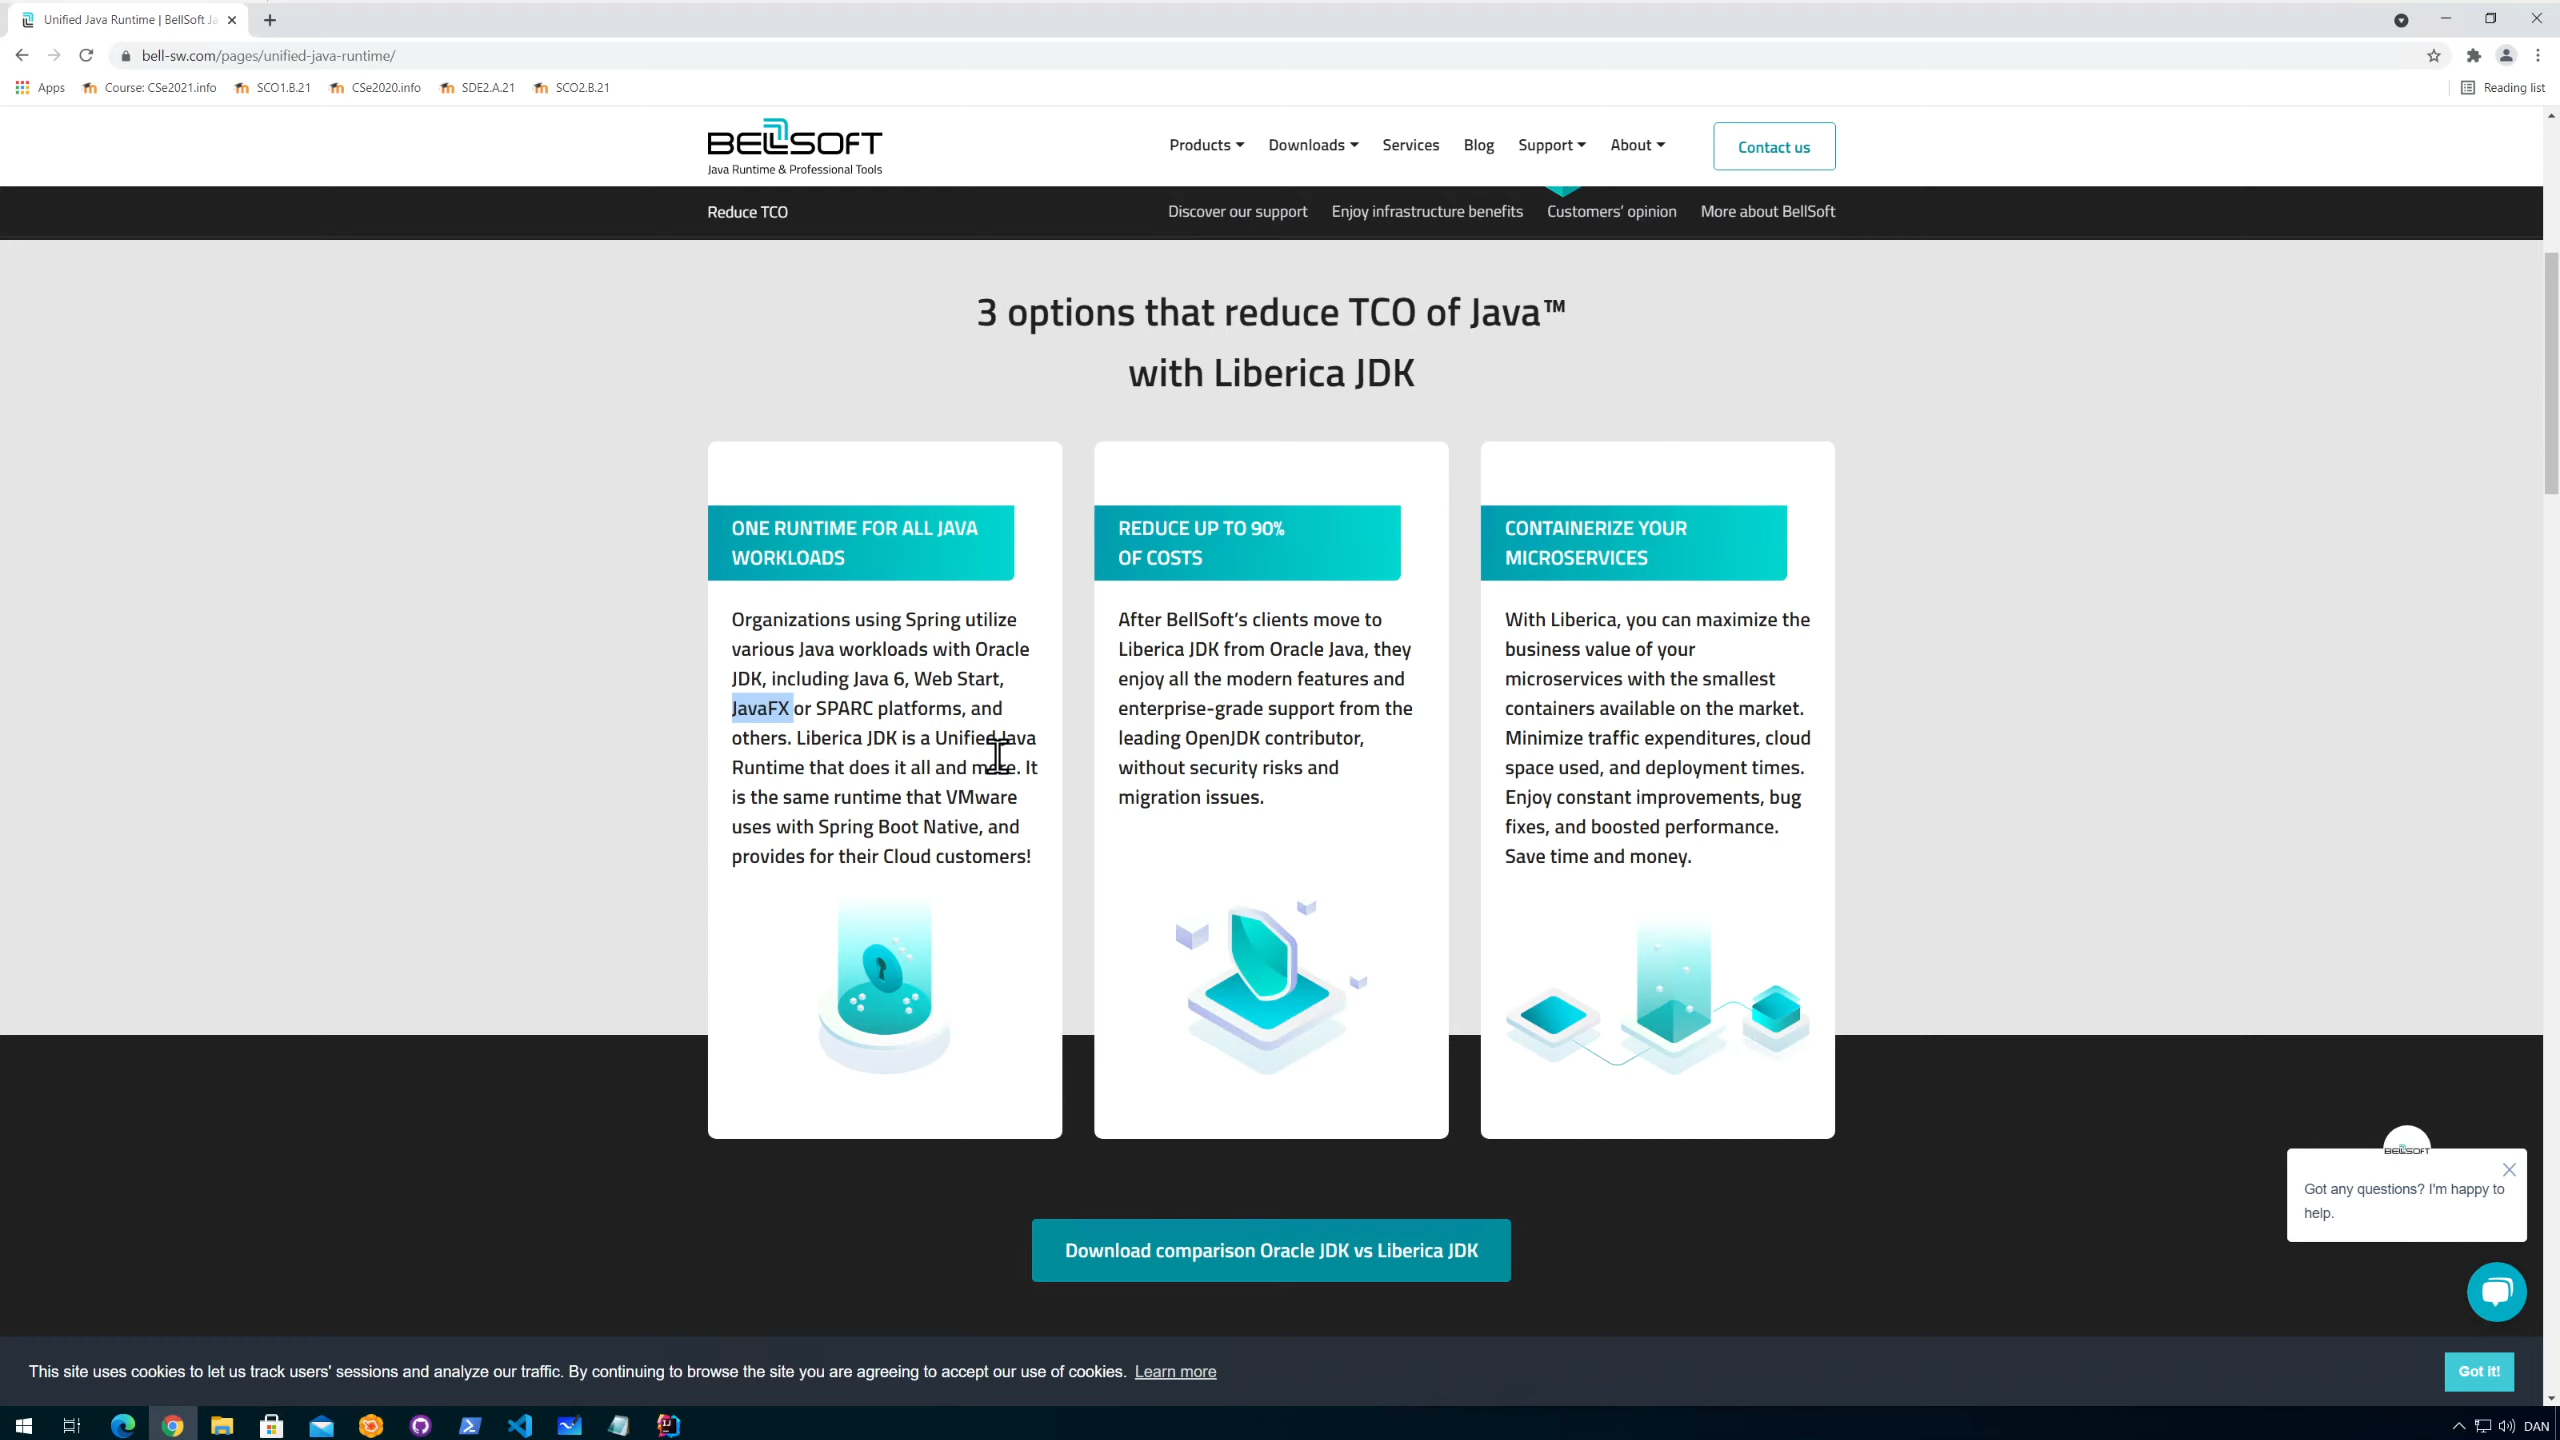 Unified Java Runtime | BellSoft Ja
bell-sw.com/pages/unified-java-runtime/
Apps
Course: CSe2021.info
SCO1.B.21
CSe2020.info
SDE2.A.21
SCO2.B.21
Reading list
BELLSOFT
Java Runtime & Professional Tools
Products
Downloads
Services
Blog
Support
About
Contact us
Reduce TCO
Discover our support
Enjoy infrastructure benefits
Customers' opinion
More about BellSoft
3 options that reduce TCO of Java™
with Liberica JDK
ONE RUNTIME FOR ALL JAVA
WORKLOADS
Organizations using Spring utilize
various Java workloads with Oracle
JDK, including Java 6, Web Start,
JavaFX or SPARC platforms, and
others. Liberica JDK is a Unified Java
Runtime that does it all and more. It
is the same runtime that VMware
uses with Spring Boot Native, and
provides for their Cloud customers!
REDUCE UP TO 90%
OF COSTS
After BellSoft's clients move to
Liberica JDK from Oracle Java, they
enjoy all the modern features and
enterprise-grade support from the
leading OpenJDK contributor,
without security risks and
migration issues.
CONTAINERIZE YOUR
MICROSERVICES
With Liberica, you can maximize the
business value of your
microservices with the smallest
containers available on the market.
Minimize traffic expenditures, cloud
space used, and deployment times.
Enjoy constant improvements, bug
fixes, and boosted performance.
Save time and money.
Download comparison Oracle JDK vs Liberica JDK
BELLSOFT
Got any questions? I'm happy to
help.
This site uses cookies to let us track users' sessions and analyze our traffic. By continuing to browse the site you are agreeing to accept our use of cookies. Learn more
Got it!
IJ
DAN